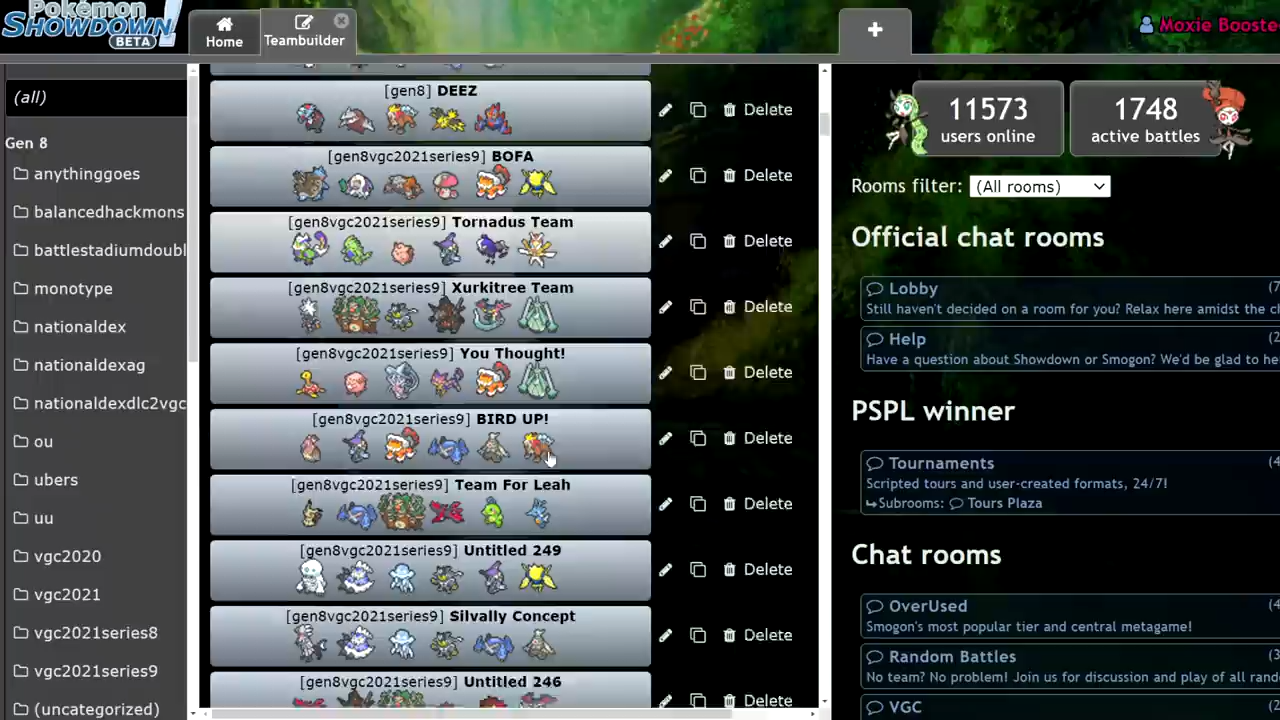 Pokémon
SHOWDOWN!
BETA
Home
Teambuilder
Moxie Booste
(all)
Gen 8
anythinggoes
balancedhackmons
battlestadiumdoubl
monotype
nationaldex
nationaldexag
nationaldexdlc2vgc
ou
ubers
uu
vgc2020
vgc2021
vgc2021series8
vgc2021series9
(uncategorized)
[gen8] DEEZ
Delete
[gen8vgc2021series9] BOFA
Delete
[gen8vgc2021series9] Tornadus Team
Delete
[gen8vgc2021series9] Xurkitree Team
Delete
[gen8vgc2021series9] You Thought!
Delete
[gen8vgc2021series9] BIRD UP!
Delete
[gen8vgc2021series9] Team For Leah
Delete
[gen8vgc2021series9] Untitled 249
Delete
[gen8vgc2021series9] Silvally Concept
Delete
[gen8vgc2021series9] Untitled 246
Delete
11573
users online
1748
active battles
Rooms filter: (All rooms)
Official chat rooms
Lobby (7
Still haven't decided on a room for you? Relax here amidst the c
Help (2
Have a question about Showdown or Smogon? We'd be glad to he
PSPL winner
Tournaments (4
Scripted tours and user-created formats, 24/7!
↪Subrooms: Tours Plaza
Chat rooms
OverUsed (4
Smogon's most popular tier and central metagame!
Random Battles (3
No team? No problem! Join us for discussion and play of all rand
VGC (2